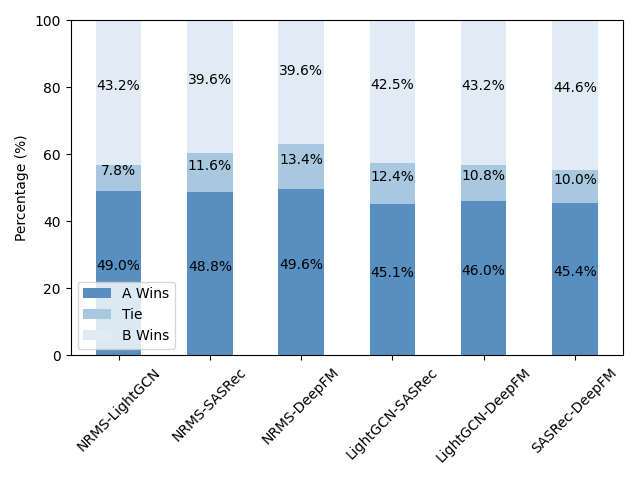 100
80
60
40
20
0
Percentage (%)
43.2% 39.6% 39.6% 42.5% 43.2% 44.6%
7.8% 11.6% 13.4% 12.4% 10.8% 10.0%
49.0% 48.8% 49.6% 45.1% 46.0% 45.4%
A Wins
Tie
B Wins
NRMS-LightGCN
NRMS-SASRec
NRMS-DeepFM
LightGCN-SASRec
LightGCN-DeepFM
SASRec-DeepFM